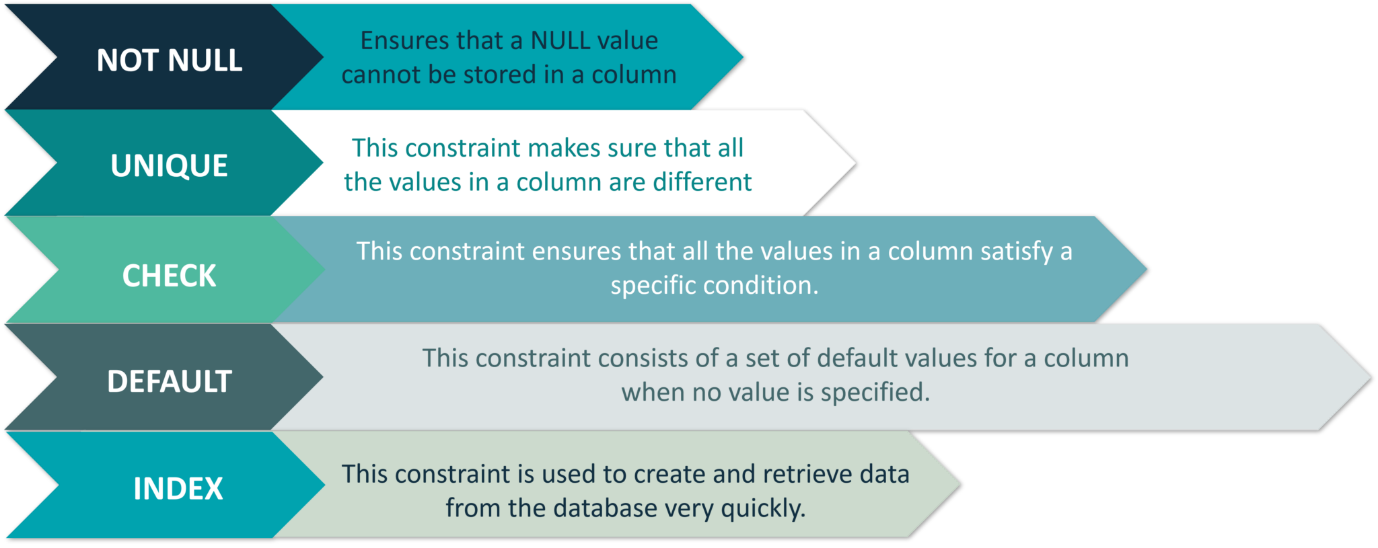 NOT NULL
Ensures that a NULL value
cannot be stored in a column
UNIQUE
This constraint makes sure that all
the values in a column are different
CHECK
This constraint ensures that all the values in a column satisfy a
specific condition.
DEFAULT
This constraint consists of a set of default values for a column
when no value is specified.
INDEX
This constraint is used to create and retrieve data
from the database very quickly.